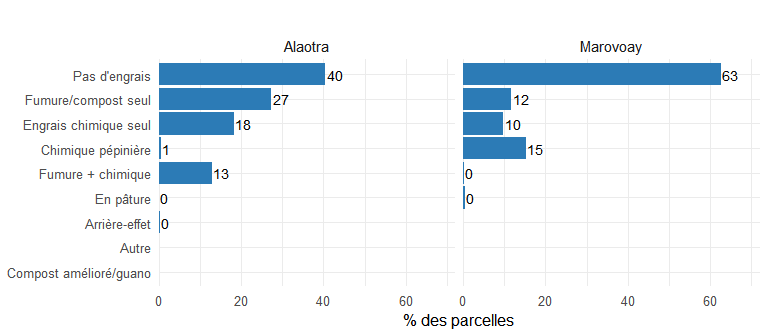 Alaotra Marovoay
Pas d'engrais 40 63
Fumure/compost seul 27 12
Engrais chimique seul 18 10
Chimique pépinière 1 15
Fumure + chimique 13 0
En pâture 0 0
Arrière-effet 0
Autre
Compost amélioré/guano
0 20 40 60 0 20 40 60
% des parcelles